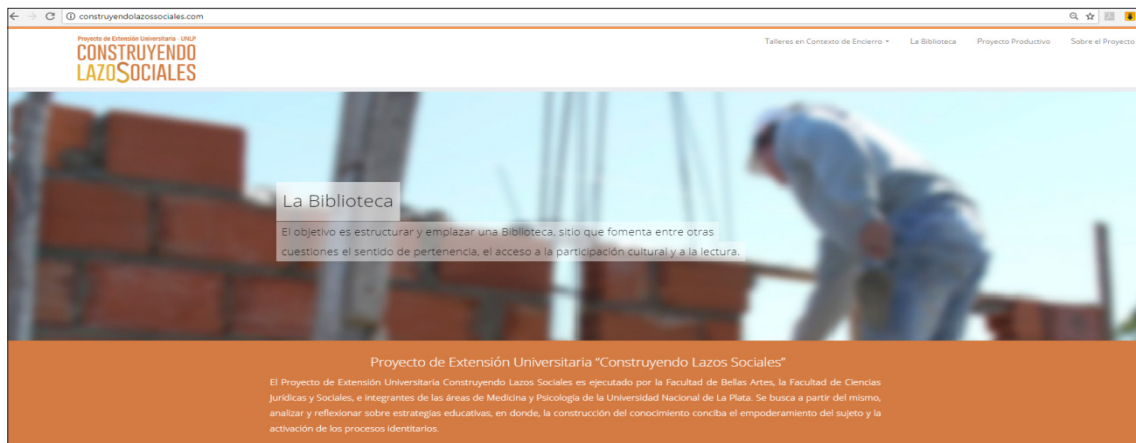 construyendolazossociales.com
Proyecto de Extensión Universitaria - UNLP
CONSTRUYENDO
LAZOSOCIALES
Talleres en Contexto de Encierro
La Biblioteca
Proyecto Productivo
Sobre el Proyecto
La Biblioteca
El objetivo es estructurar y emplazar una Biblioteca, sitio que fomenta entre otras
cuestiones el sentido de pertenencia, el acceso a la participación cultural y a la lectura.
Proyecto de Extensión Universitaria "Construyendo Lazos Sociales"
El Proyecto de Extensión Universitaria Construyendo Lazos Sociales es ejecutado por la Facultad de Bellas Artes, la Facultad de Ciencias
Jurídicas y Sociales, e integrantes de las áreas de Medicina y Psicología de la Universidad Nacional de La Plata. Se busca a partir del mismo,
analizar y reflexionar sobre estrategias educativas, en donde, la construcción del conocimiento conciba el empoderamiento del sujeto y la
activación de los procesos identitarios.